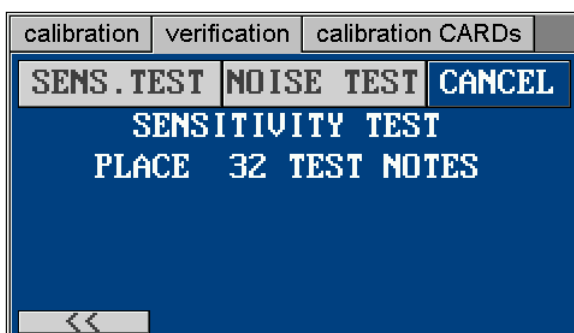 calibration verification calibration CARDs
SENS.TEST NOISE TEST CANCEL
SENSITIVITY TEST
PLACE 32 TEST NOTES
<<